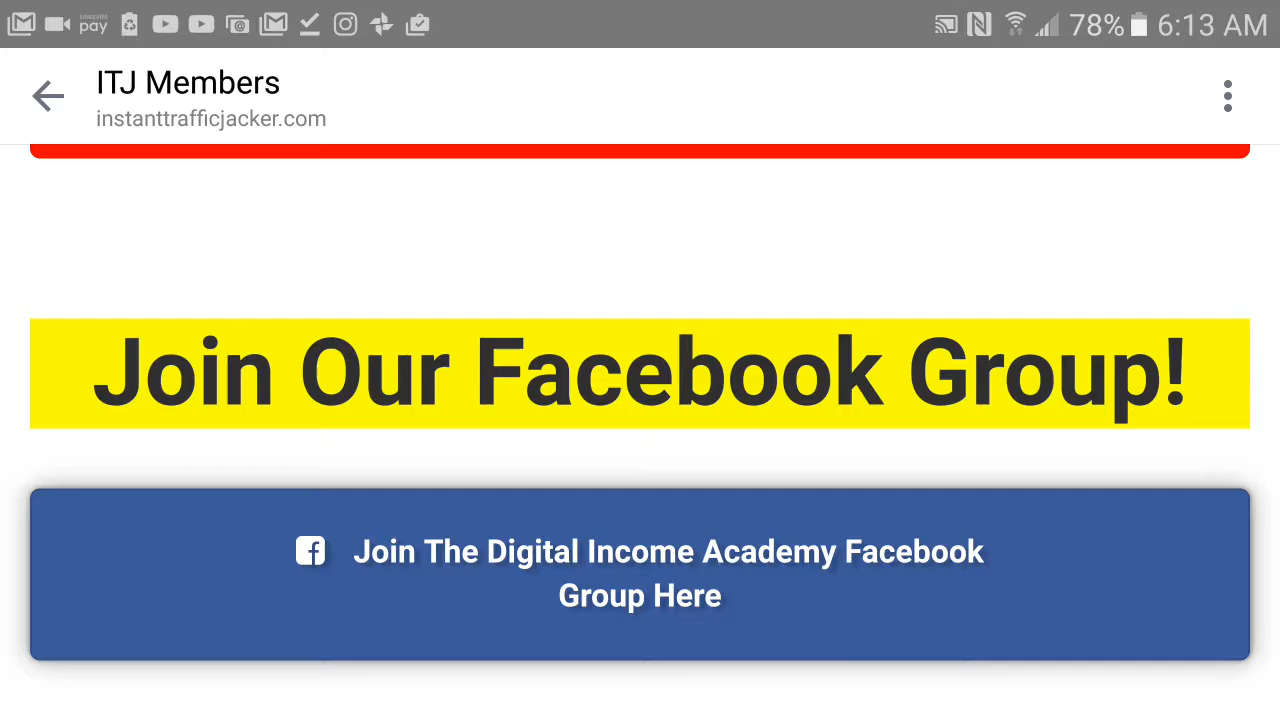 pay 78% 6:13 AM
ITJ Members
instanttrafficjacker.com
Join Our Facebook Group!
Join The Digital Income Academy Facebook
Group Here